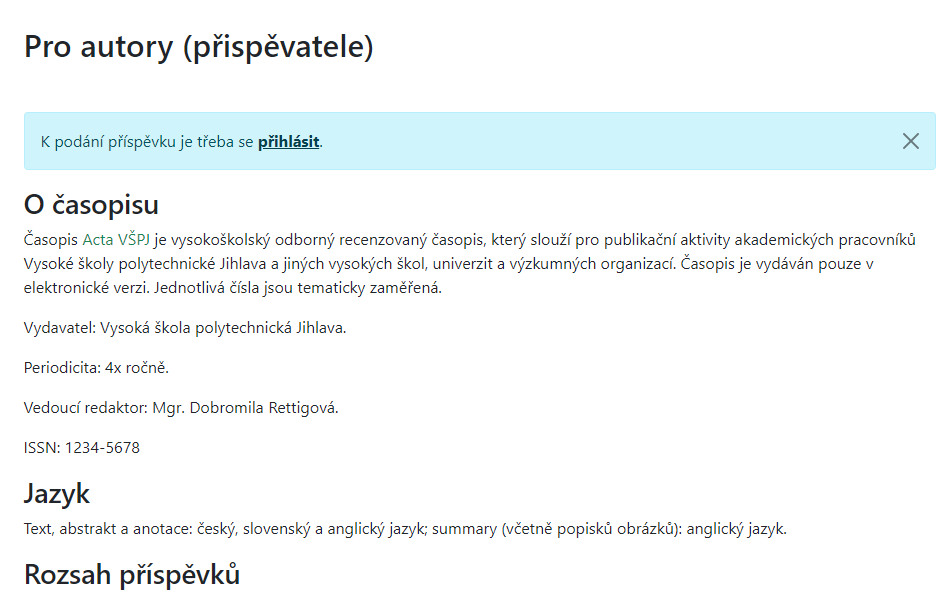 Pro autory (přispěvatele)
K podání příspěvku je třeba se přihlásit.
O časopisu
Časopis Acta VŠPJ je vysokoškolský odborný recenzovaný časopis, který slouží pro publikační aktivity akademických pracovníků
Vysoké školy polytechnické Jihlava a jiných vysokých škol, univerzit a výzkumných organizací. Časopis je vydáván pouze v
elektronické verzi. Jednotlivá čísla jsou tematicky zaměřená.
Vydavatel: Vysoká škola polytechnická Jihlava.
Periodicita: 4x ročně.
Vedoucí redaktor: Mgr. Dobromila Rettigová.
ISSN: 1234-5678
Jazyk
Text, abstrakt a anotace: český, slovenský a anglický jazyk; summary (včetně popisků obrázků): anglický jazyk.
Rozsah příspěvků